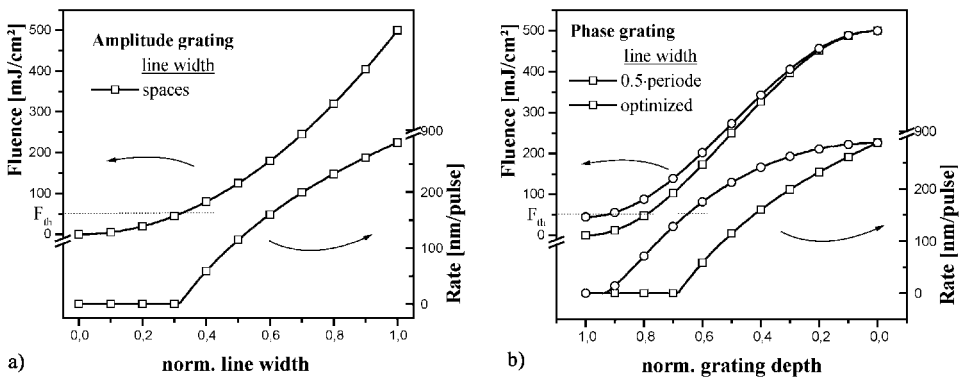 Amplitude grating
line width
spaces
Fluence [mJ/cm²]
500
400
300
200
150
100
50
0
F_th
900
200
100
0
Rate [nm/pulse]
0,0 0,2 0,4 0,6 0,8 1,0
a) norm. line width
Phase grating
line width
0.5·periode
optimized
Fluence [mJ/cm²]
500
400
300
200
150
100
50
0
F_th
900
200
100
0
Rate [nm/pulse]
1,0 0,8 0,6 0,4 0,2 0,0
b) norm. grating depth